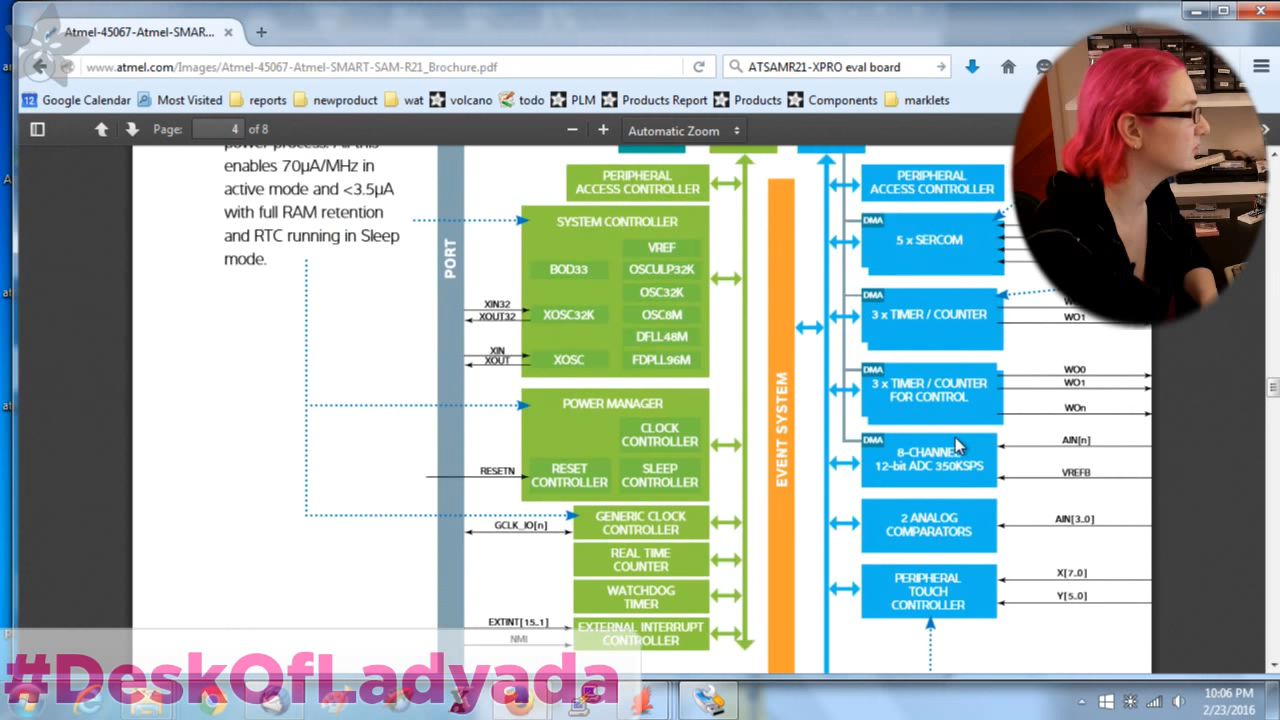 Atmel-45067-Atmel-SMAR...
www.atmel.com/Images/Atmel-45067-Atmel-SMART-SAM-R21_Brochure.pdf
ATSAMR21-XPRO eval board
12 Google Calendar
Most Visited
reports
newproduct
wat
volcano
todo
PLM
Products Report
Products
Components
marklets
Page: 4 of 8
Automatic Zoom
enables 70µA/MHz in
active mode and <3.5µA
with full RAM retention
and RTC running in Sleep
mode.
PORT
PERIPHERAL
ACCESS CONTROLLER
SYSTEM CONTROLLER
VREF
BOD33
OSCULP32K
OSC32K
XIN32
XOUT32
XOSC32K
OSC8M
DFLL48M
XIN
XOUT
XOSC
FDPLL96M
POWER MANAGER
CLOCK
CONTROLLER
RESETN
RESET
CONTROLLER
SLEEP
CONTROLLER
GCLK_IO[n]
GENERIC CLOCK
CONTROLLER
REAL TIME
COUNTER
WATCHDOG
TIMER
EXTINT[15..1]
NMI
EXTERNAL INTERRUPT
CONTROLLER
EVENT SYSTEM
PERIPHERAL
ACCESS CONTROLLER
DMA
5 x SERCOM
DMA
3 x TIMER / COUNTER
WO1
DMA
3 x TIMER / COUNTER
FOR CONTROL
WO0
WO1
WOn
DMA
12-bit ADC 350KSPS
AIN[n]
VREFB
2 ANALOG
COMPARATORS
AIN[3..0]
PERIPHERAL
TOUCH
CONTROLLER
X[7..0]
Y[5..0]
#DeskOfLadyada
10:06 PM
2/23/2016